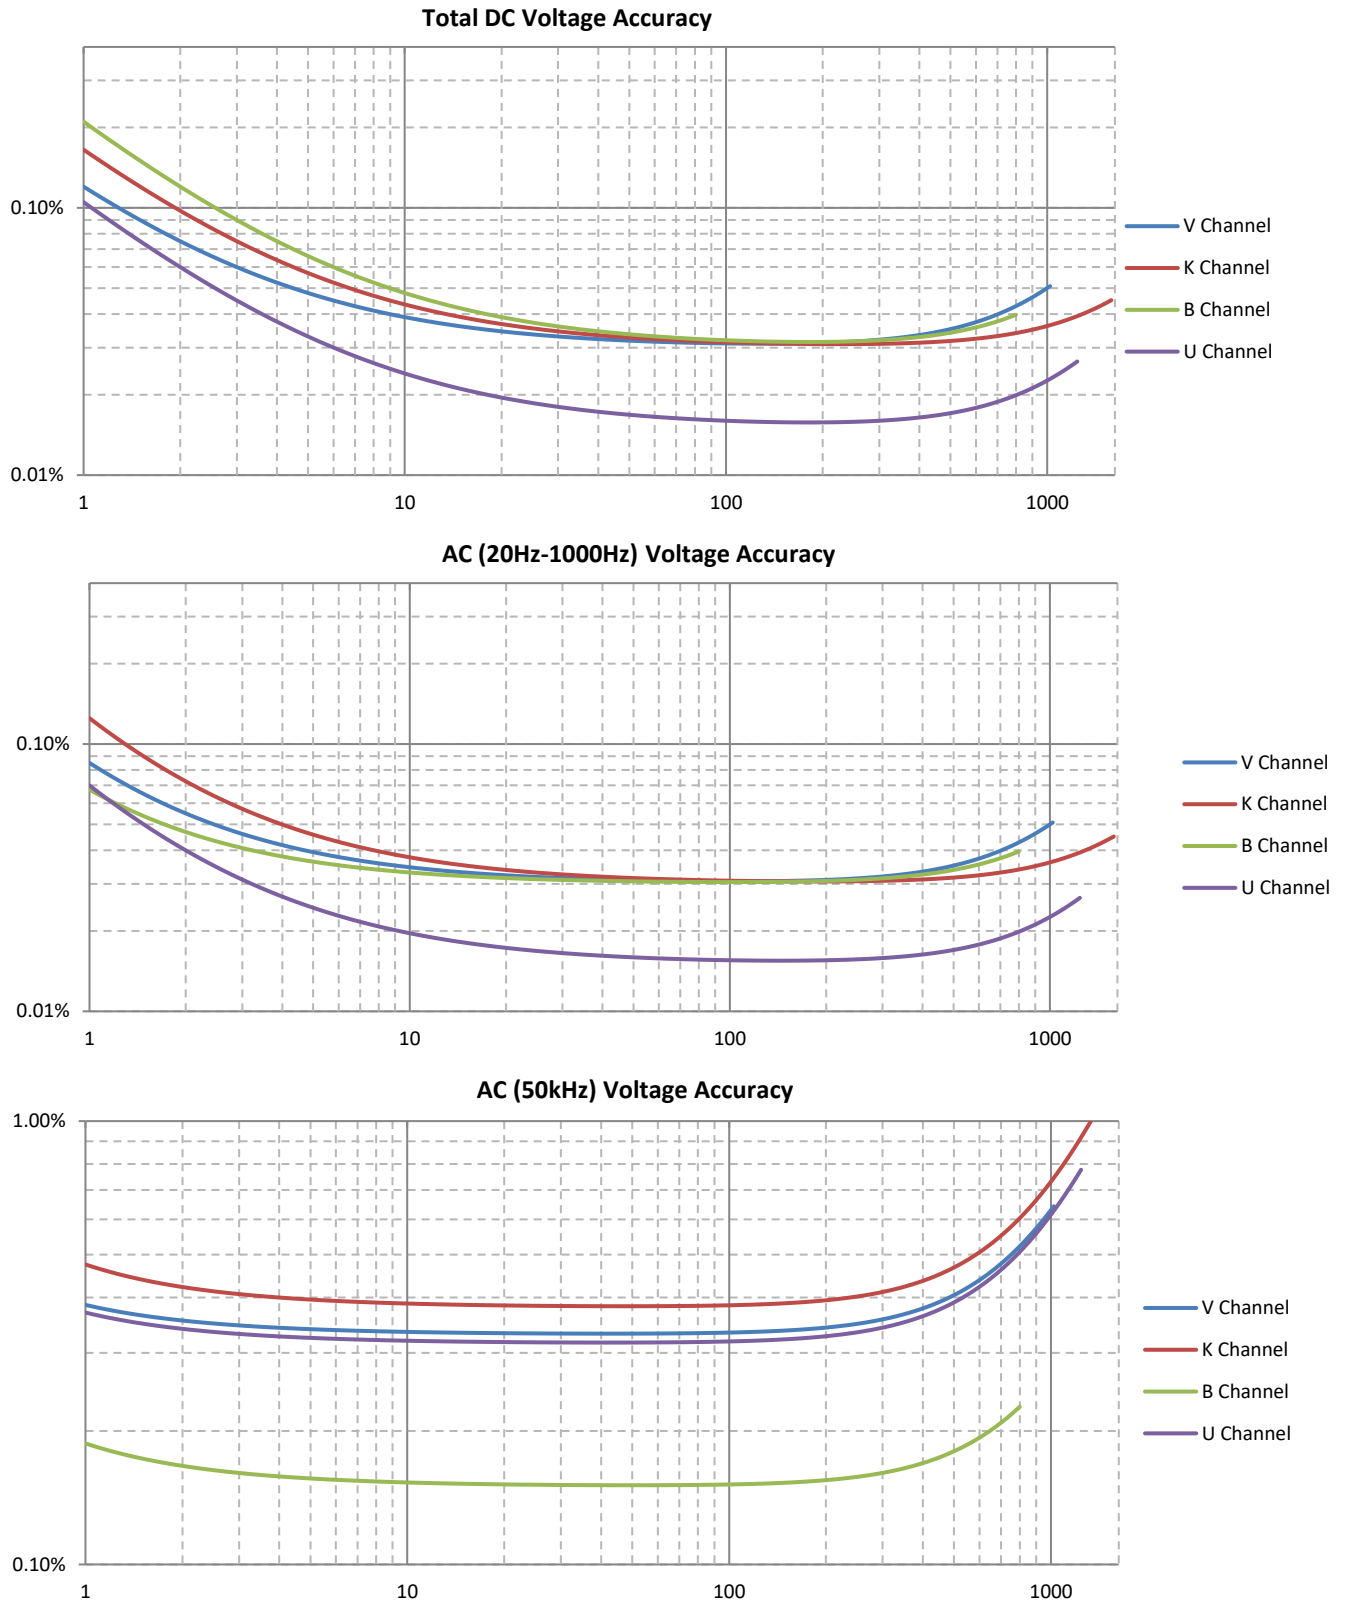 Total DC Voltage Accuracy
0.10%
0.01%
1 10 100 1000
V Channel
K Channel
B Channel
U Channel
AC (20Hz-1000Hz) Voltage Accuracy
0.10%
0.01%
1 10 100 1000
V Channel
K Channel
B Channel
U Channel
AC (50kHz) Voltage Accuracy
1.00%
0.10%
1 10 100 1000
V Channel
K Channel
B Channel
U Channel